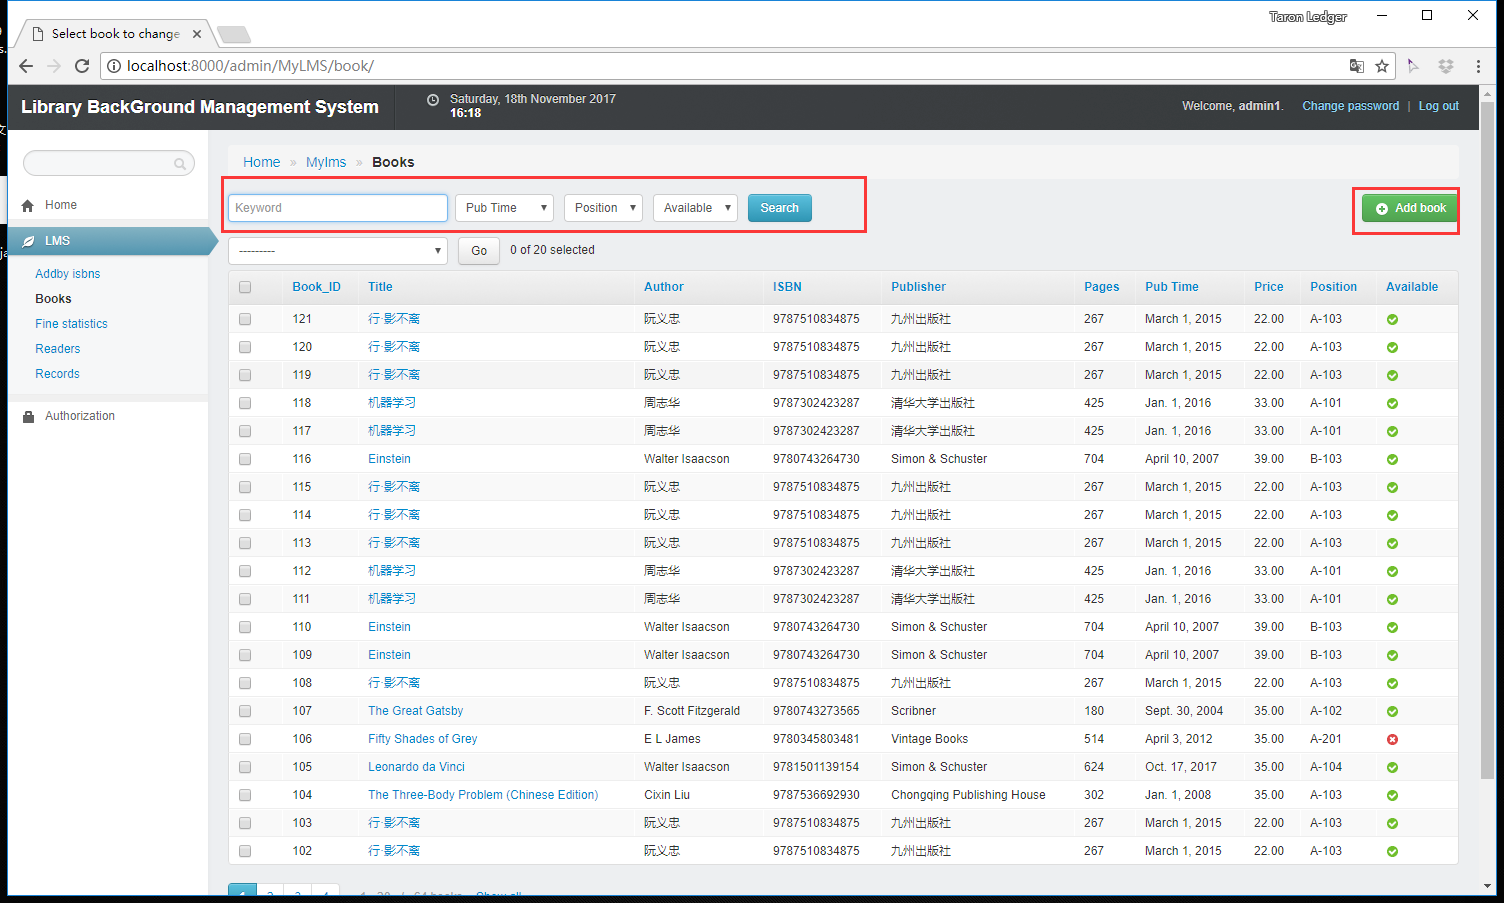 Taron Ledger
Select book to change
localhost:8000/admin/MyLMS/book/
Library BackGround Management System
Saturday, 18th November 2017
16:18
Welcome, admin1. Change password | Log out
Home » Mylms » Books
Home
LMS
Addby isbns
Books
Fine statistics
Readers
Records
Authorization
Keyword Pub Time Position Available Search
Add book
--------- Go 0 of 20 selected
Book_ID Title Author ISBN Publisher Pages Pub Time Price Position Available
121 行·影不离 阮义忠 9787510834875 九州出版社 267 March 1, 2015 22.00 A-103
120 行·影不离 阮义忠 9787510834875 九州出版社 267 March 1, 2015 22.00 A-103
119 行·影不离 阮义忠 9787510834875 九州出版社 267 March 1, 2015 22.00 A-103
118 机器学习 周志华 9787302423287 清华大学出版社 425 Jan. 1, 2016 33.00 A-101
117 机器学习 周志华 9787302423287 清华大学出版社 425 Jan. 1, 2016 33.00 A-101
116 Einstein Walter Isaacson 9780743264730 Simon & Schuster 704 April 10, 2007 39.00 B-103
115 行·影不离 阮义忠 9787510834875 九州出版社 267 March 1, 2015 22.00 A-103
114 行·影不离 阮义忠 9787510834875 九州出版社 267 March 1, 2015 22.00 A-103
113 行·影不离 阮义忠 9787510834875 九州出版社 267 March 1, 2015 22.00 A-103
112 机器学习 周志华 9787302423287 清华大学出版社 425 Jan. 1, 2016 33.00 A-101
111 机器学习 周志华 9787302423287 清华大学出版社 425 Jan. 1, 2016 33.00 A-101
110 Einstein Walter Isaacson 9780743264730 Simon & Schuster 704 April 10, 2007 39.00 B-103
109 Einstein Walter Isaacson 9780743264730 Simon & Schuster 704 April 10, 2007 39.00 B-103
108 行·影不离 阮义忠 9787510834875 九州出版社 267 March 1, 2015 22.00 A-103
107 The Great Gatsby F. Scott Fitzgerald 9780743273565 Scribner 180 Sept. 30, 2004 35.00 A-102
106 Fifty Shades of Grey E L James 9780345803481 Vintage Books 514 April 3, 2012 35.00 A-201
105 Leonardo da Vinci Walter Isaacson 9781501139154 Simon & Schuster 624 Oct. 17, 2017 35.00 A-104
104 The Three-Body Problem (Chinese Edition) Cixin Liu 9787536692930 Chongqing Publishing House 302 Jan. 1, 2008 35.00 A-103
103 行·影不离 阮义忠 9787510834875 九州出版社 267 March 1, 2015 22.00 A-103
102 行·影不离 阮义忠 9787510834875 九州出版社 267 March 1, 2015 22.00 A-103